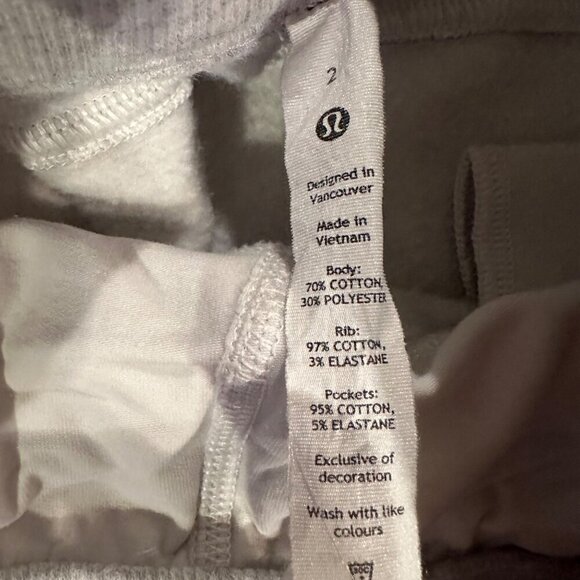 2
Designed in
Vancouver
Made in
Vietnam
Body:
70% COTTON,
30% POLYESTER
Rib:
97% COTTON,
3% ELASTANE
Pockets:
95% COTTON,
5% ELASTANE
Exclusive of
decoration
Wash with like
colours